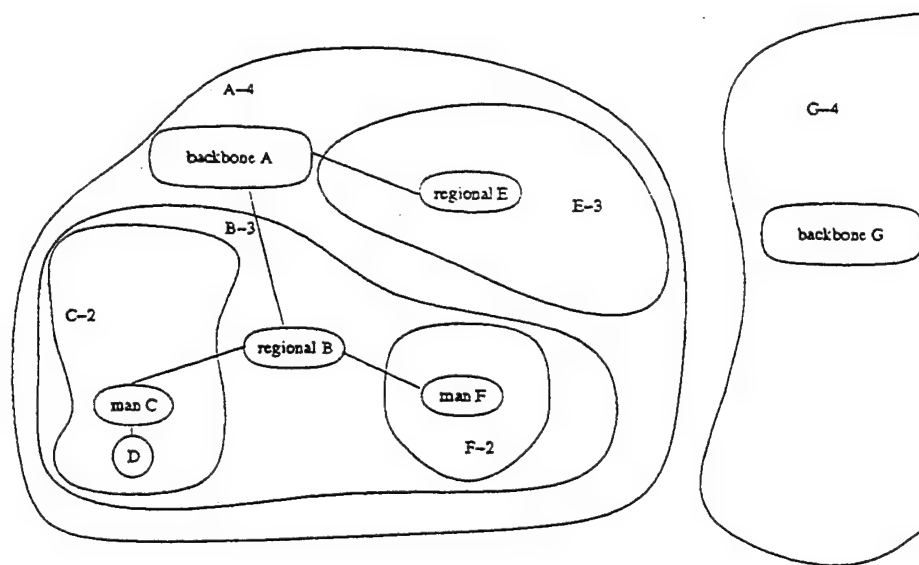 A-4
G-4
backbone A
regional E
E-3
B-3
backbone G
C-2
regional B
man C
man F
D
F-2